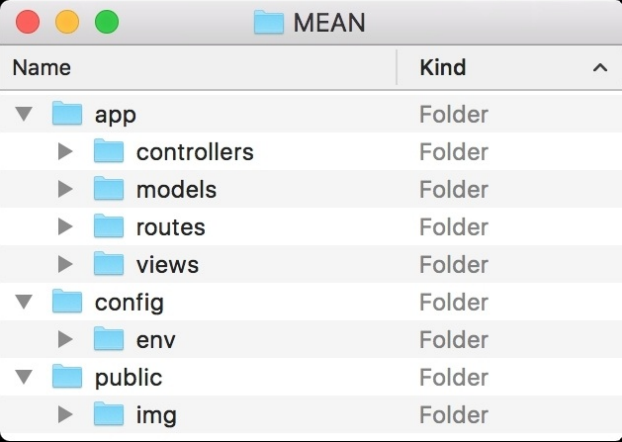 MEAN
Name Kind
app Folder
controllers Folder
models Folder
routes Folder
views Folder
config Folder
env Folder
public Folder
img Folder